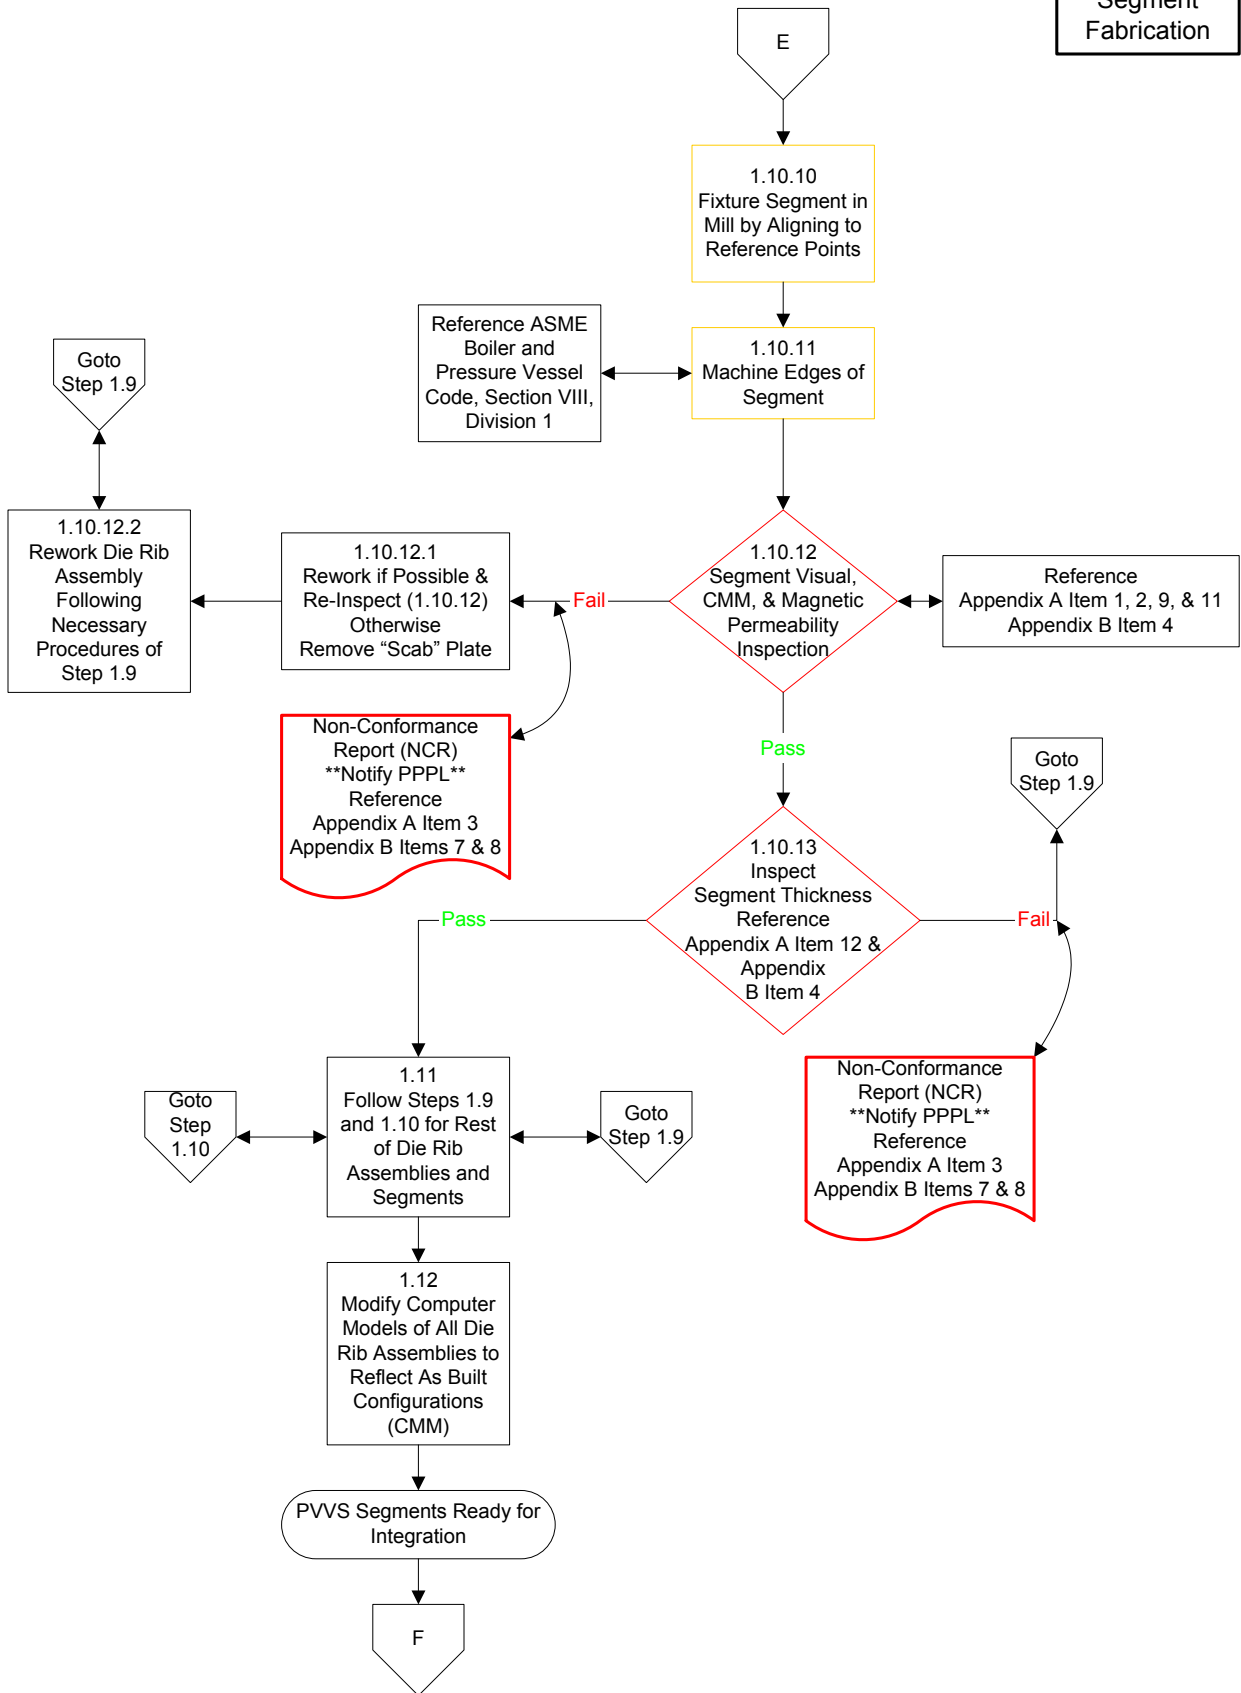 Segment
Fabrication
E
1.10.10
Fixture Segment in
Mill by Aligning to
Reference Points
Reference ASME
Boiler and
Pressure Vessel
Code, Section VIII,
Division 1
1.10.11
Machine Edges of
Segment
Goto
Step 1.9
1.10.12.2
Rework Die Rib
Assembly
Following
Necessary
Procedures of
Step 1.9
1.10.12.1
Rework if Possible &
Re-Inspect (1.10.12)
Otherwise
Remove “Scab” Plate
Fail
1.10.12
Segment Visual,
CMM, & Magnetic
Permeability
Inspection
Reference
Appendix A Item 1, 2, 9, & 11
Appendix B Item 4
Non-Conformance
Report (NCR)
**Notify PPPL**
Reference
Appendix A Item 3
Appendix B Items 7 & 8
Pass
Goto
Step 1.9
1.10.13
Inspect
Segment Thickness
Reference
Appendix A Item 12 &
Appendix
B Item 4
Pass
Fail
Non-Conformance
Report (NCR)
**Notify PPPL**
Reference
Appendix A Item 3
Appendix B Items 7 & 8
Goto
Step
1.10
1.11
Follow Steps 1.9
and 1.10 for Rest
of Die Rib
Assemblies and
Segments
Goto
Step 1.9
1.12
Modify Computer
Models of All Die
Rib Assemblies to
Reflect As Built
Configurations
(CMM)
PVVS Segments Ready for
Integration
F